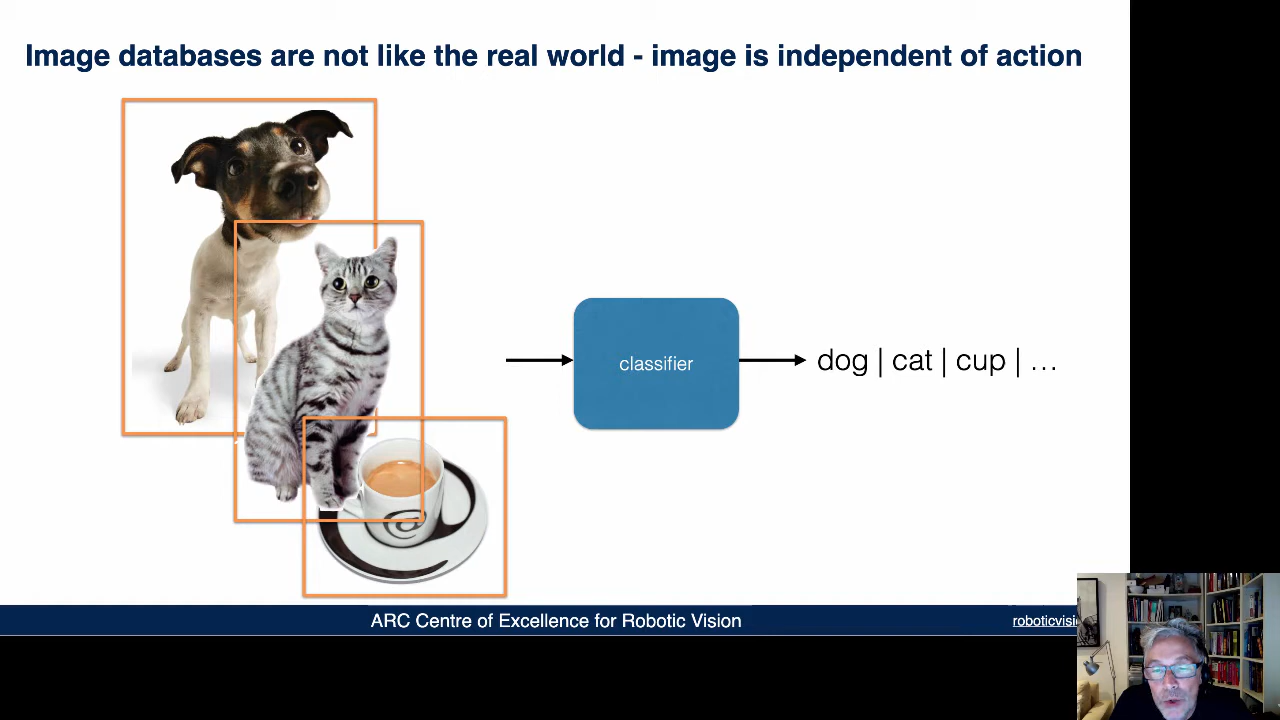 Image databases are not like the real world - image is independent of action
classifier
dog | cat | cup | …
@
ARC Centre of Excellence for Robotic Vision
roboticvisi